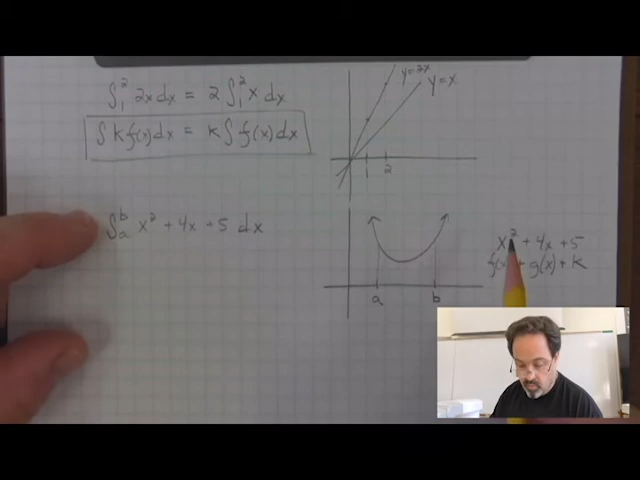 ∫₁² 2x dx = 2 ∫₁² x dx
∫ k f(x) dx = k ∫ f(x) dx
y=2x
y=x
1 2
∫ₐᵇ x² + 4x + 5 dx
a b
x² + 4x + 5
f(x) + g(x) + k